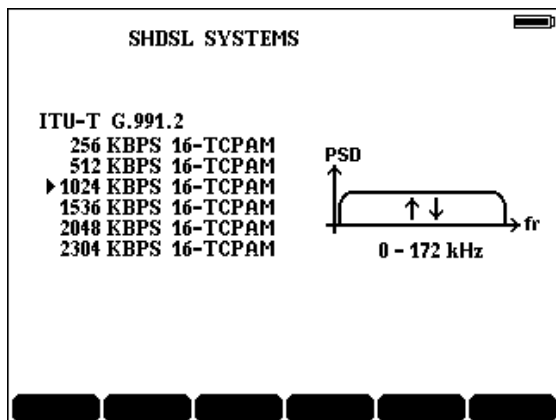 SHDSL SYSTEMS
ITU-T G.991.2
256 KBPS 16-TCPAM
512 KBPS 16-TCPAM
1024 KBPS 16-TCPAM
1536 KBPS 16-TCPAM
2048 KBPS 16-TCPAM
2304 KBPS 16-TCPAM
PSD
fr
0 - 172 kHz